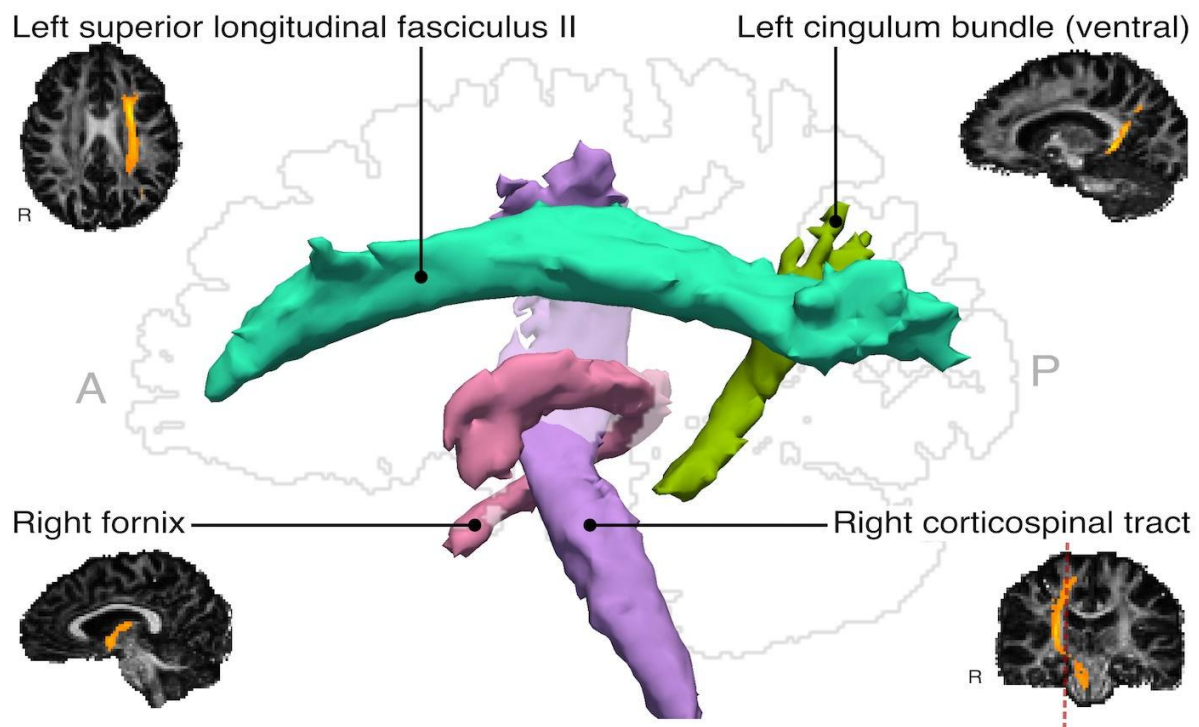 Left superior longitudinal fasciculus II
Left cingulum bundle (ventral)
R
A
P
Right fornix
Right corticospinal tract
R